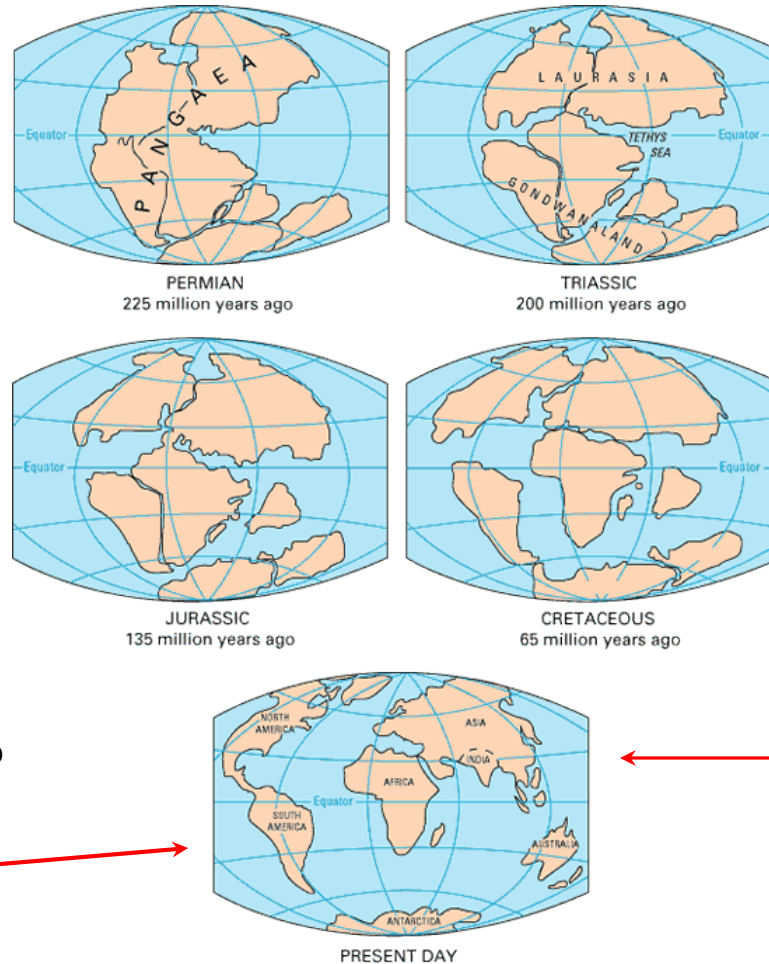 PANGAEA
Equator
PERMIAN
225 million years ago
LAURASIA
TETHYS
SEA
Equator
GONDWANALAND
TRIASSIC
200 million years ago
Equator
JURASSIC
135 million years ago
Equator
CRETACEOUS
65 million years ago
NORTH
AMERICA
ASIA
INDIA
AFRICA
Equator
SOUTH
AMERICA
AUSTRALIA
ANTARCTICA
PRESENT DAY